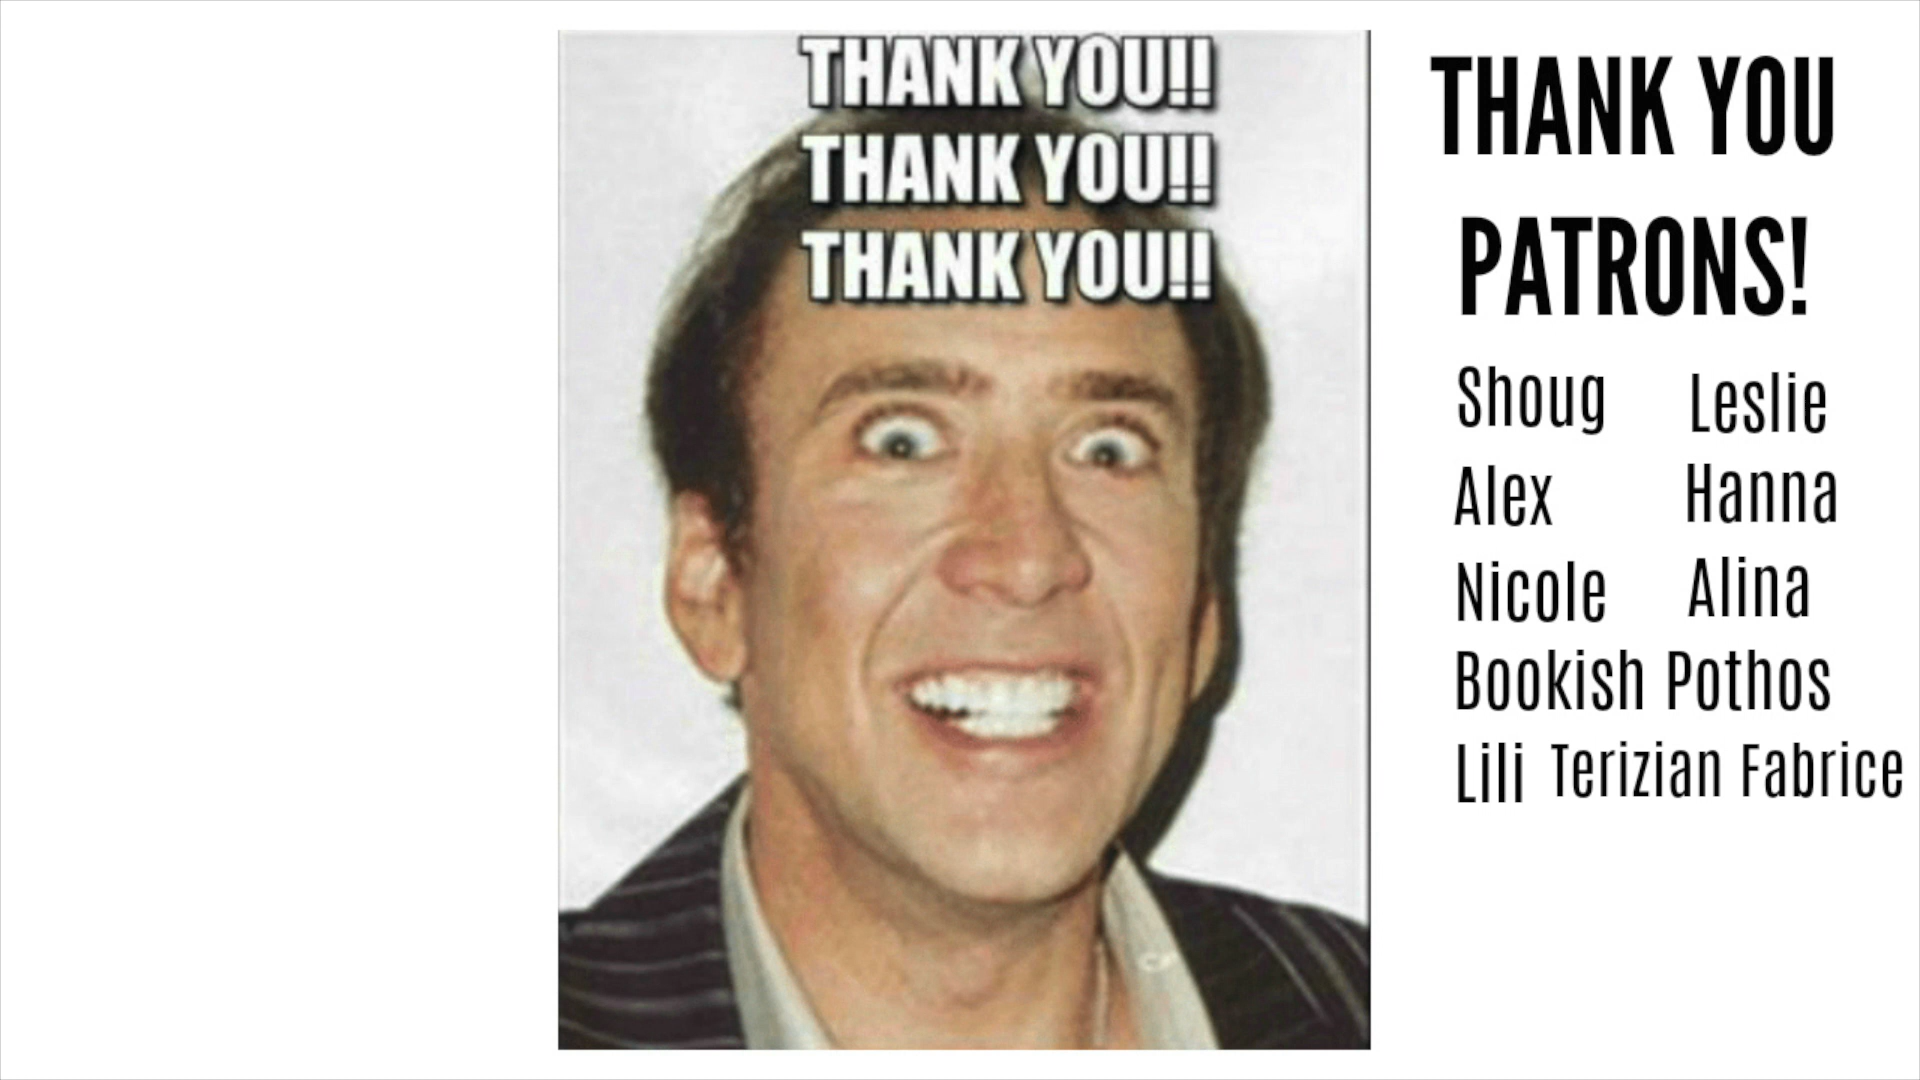 THANK YOU!!
THANK YOU!!
THANK YOU!!
THANK YOU
PATRONS!
Shoug Leslie
Alex Hanna
Nicole Alina
Bookish Pothos
Lili Terizian Fabrice